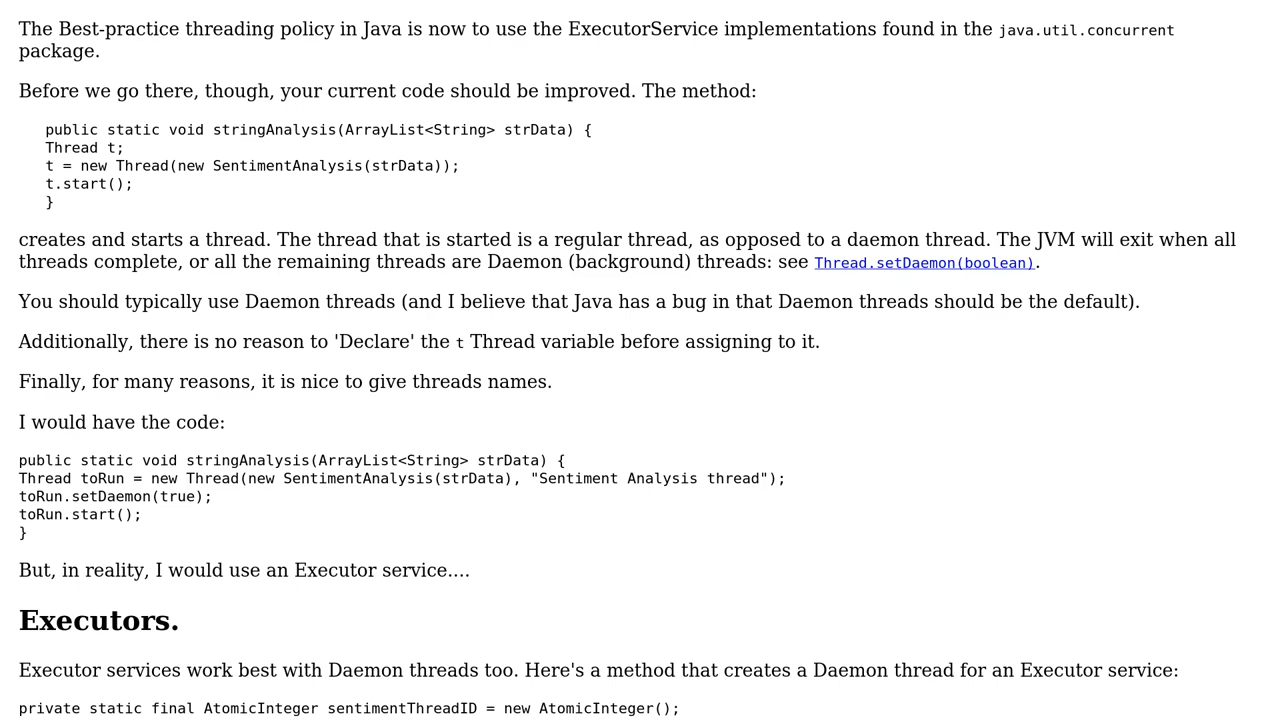 The Best-practice threading policy in Java is now to use the ExecutorService implementations found in the java.util.concurrent
package.
Before we go there, though, your current code should be improved. The method:
public static void stringAnalysis(ArrayList<String> strData) {
Thread t;
t = new Thread(new SentimentAnalysis(strData));
t.start();
}
creates and starts a thread. The thread that is started is a regular thread, as opposed to a daemon thread. The JVM will exit when all
threads complete, or all the remaining threads are Daemon (background) threads: see Thread.setDaemon(boolean).
You should typically use Daemon threads (and I believe that Java has a bug in that Daemon threads should be the default).
Additionally, there is no reason to 'Declare' the t Thread variable before assigning to it.
Finally, for many reasons, it is nice to give threads names.
I would have the code:
public static void stringAnalysis(ArrayList<String> strData) {
Thread toRun = new Thread(new SentimentAnalysis(strData), "Sentiment Analysis thread");
toRun.setDaemon(true);
toRun.start();
}
But, in reality, I would use an Executor service....
Executors.
Executor services work best with Daemon threads too. Here's a method that creates a Daemon thread for an Executor service:
private static final AtomicInteger sentimentThreadID = new AtomicInteger();